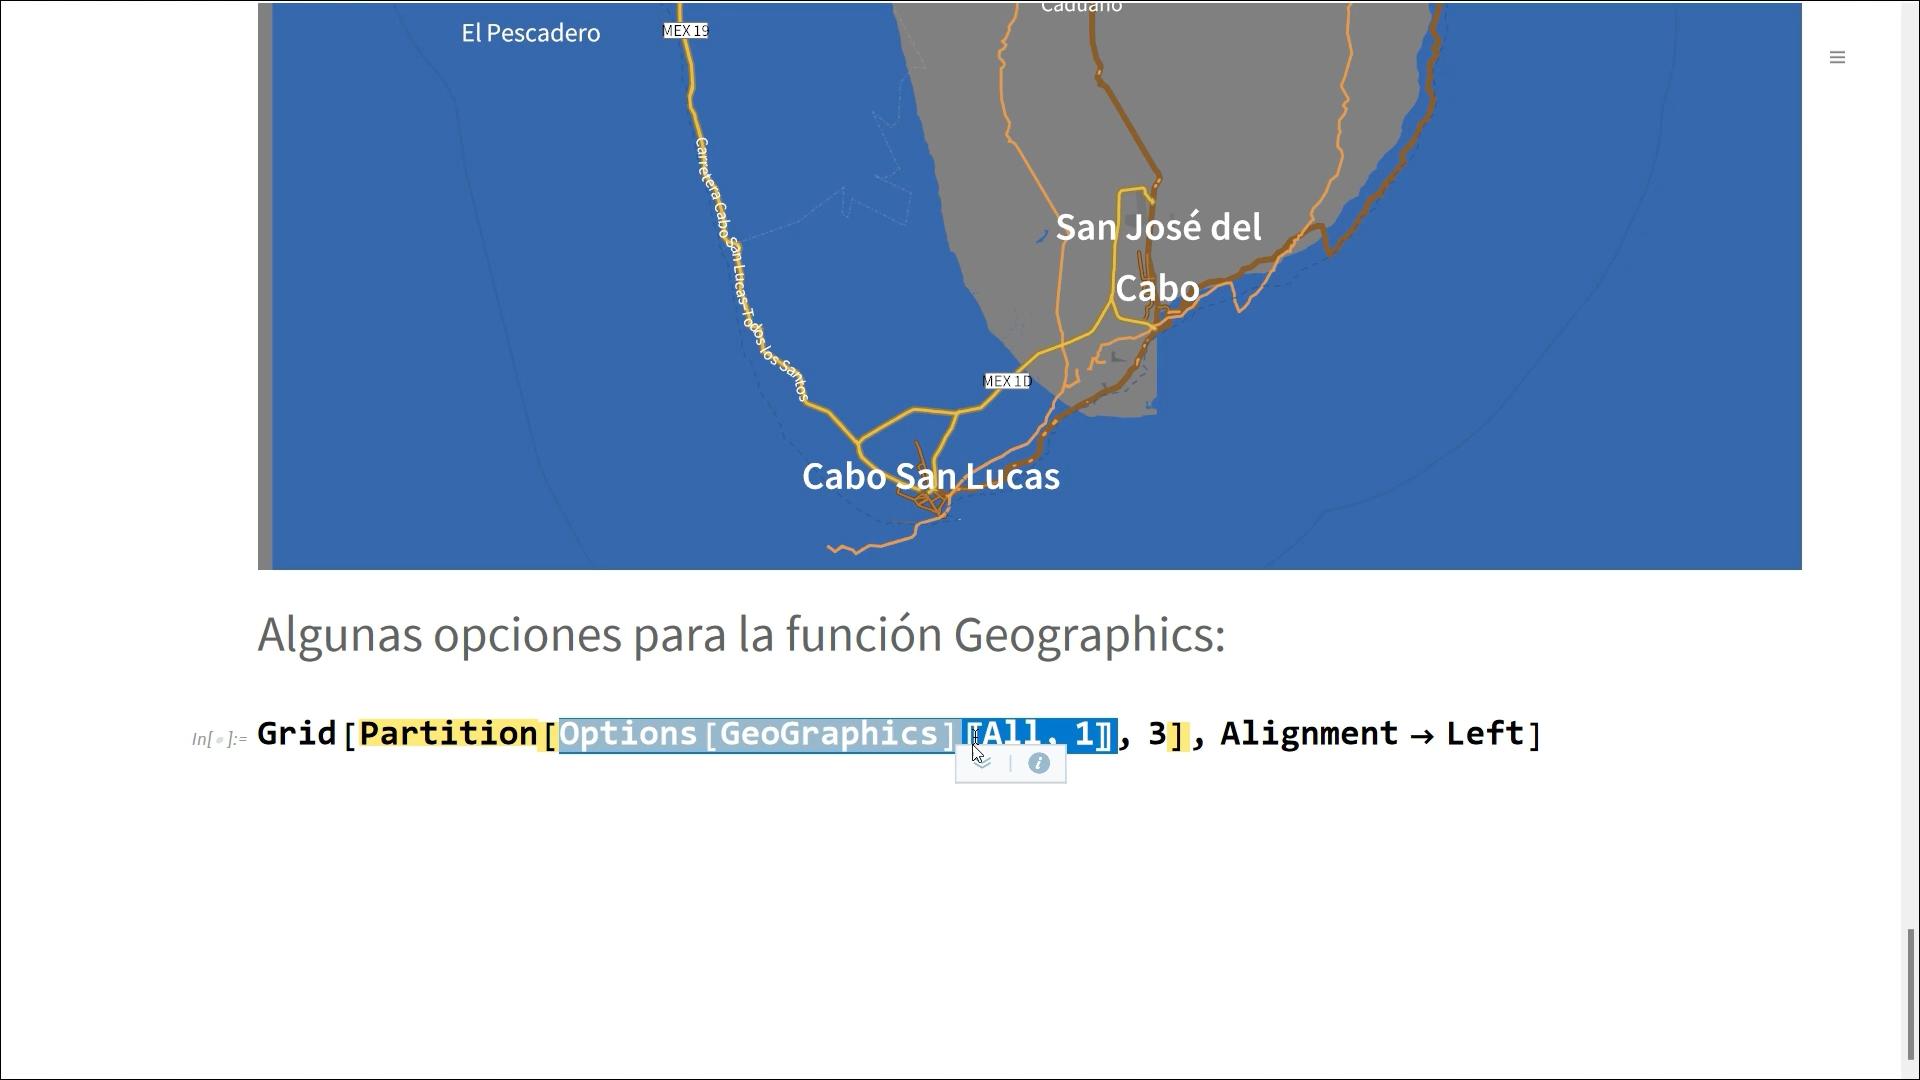 Caduaño
El Pescadero
MEX 19
Carretera Cabo San Lucas-Todos los Santos
San José del
Cabo
MEX 1D
Cabo San Lucas
Algunas opciones para la función Geographics:
In[ ]:= Grid[Partition[Options[GeoGraphics]〚All, 1〛, 3], Alignment → Left]